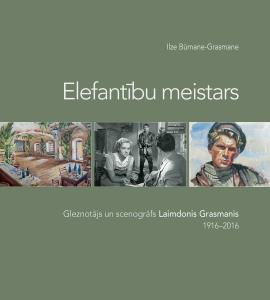 Ilze Būmane-Grasmane
Elefantību meistars
Gleznotājs un scenogrāfs Laimdonis Grasmanis
1916–2016